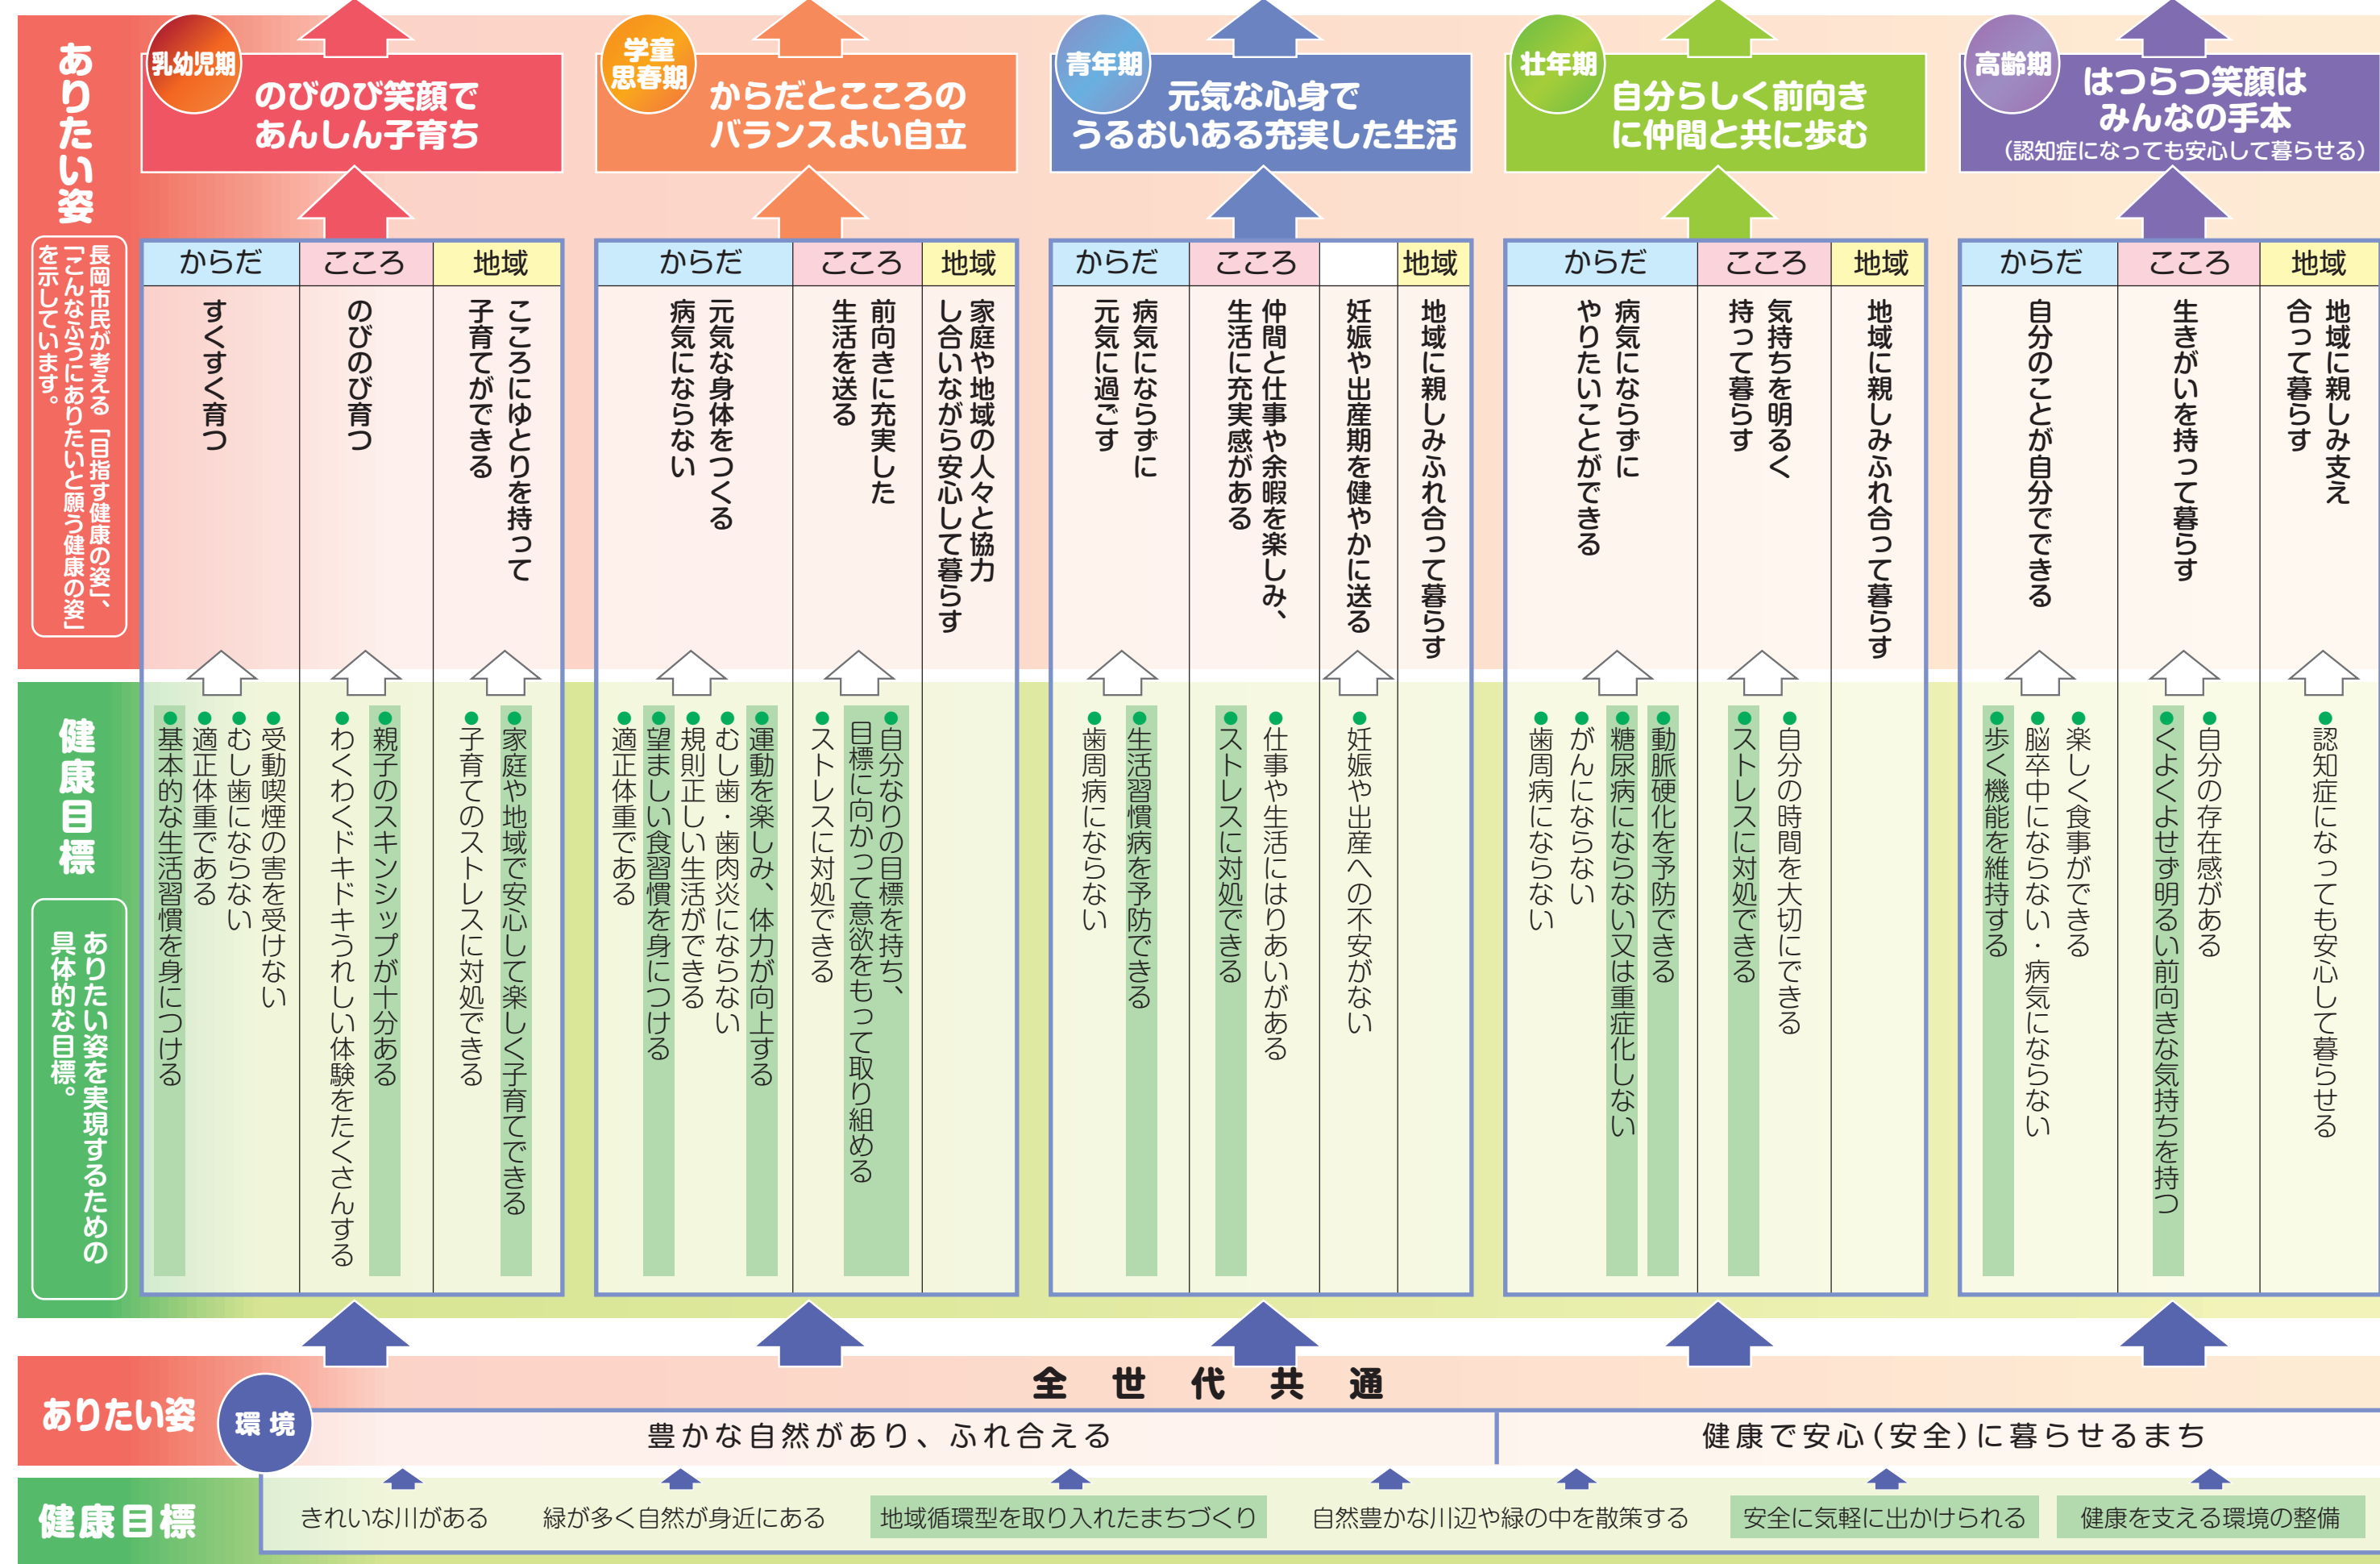 ありたい姿
長岡市民が考える「目指す健康の姿」、
「こんなふうにありたいと願う健康の姿」
を示しています。
乳幼児期
のびのび笑顔で
あんしん子育ち
からだ
こころ
地域
すくすく育つ
のびのび育つ
こころにゆとりを持って
子育てができる
学童
思春期
からだとこころの
バランスよい自立
からだ
こころ
地域
元気な身体をつくる
病気にならない
前向きに充実した
生活を送る
家庭や地域の人々と協力
し合いながら安心して暮らす
青年期
元気な心身で
うるおいある充実した生活
からだ
こころ
地域
病気にならずに
元気に過ごす
仲間と仕事や余暇を楽しみ、
生活に充実感がある
妊娠や出産期を健やかに送る
地域に親しみふれ合って暮らす
壮年期
自分らしく前向き
に仲間と共に歩む
からだ
こころ
地域
病気にならずに
やりたいことができる
気持ちを明るく
持って暮らす
地域に親しみふれ合って暮らす
高齢期
はつらつ笑顔は
みんなの手本
(認知症になっても安心して暮らせる)
からだ
こころ
地域
自分のことが自分でできる
生きがいを持って暮らす
地域に親しみ支え
合って暮らす
健康目標
ありたい姿を実現するための
具体的な目標。
●受動喫煙の害を受けない
●むし歯にならない
●適正体重である
●基本的な生活習慣を身につける
●親子のスキンシップが十分ある
●わくわくドキドキうれしい体験をたくさんする
●家庭や地域で安心して楽しく子育てできる
●子育てのストレスに対処できる
●運動を楽しみ、体力が向上する
●むし歯・歯肉炎にならない
●規則正しい生活ができる
●望ましい食習慣を身につける
●適正体重である
●自分なりの目標を持ち、
目標に向かって意欲をもって取り組める
●ストレスに対処できる
●生活習慣病を予防できる
●歯周病にならない
●仕事や生活にはりあいがある
●ストレスに対処できる
●妊娠や出産への不安がない
●動脈硬化を予防できる
●糖尿病にならない又は重症化しない
●がんにならない
●歯周病にならない
●自分の時間を大切にできる
●ストレスに対処できる
●楽しく食事ができる
●脳卒中にならない・病気にならない
●歩く機能を維持する
●自分の存在感がある
●くよくよせず明るい前向きな気持ちを持つ
●認知症になっても安心して暮らせる
全世代共通
ありたい姿
環境
豊かな自然があり、ふれ合える
健康で安心(安全)に暮らせるまち
健康目標
きれいな川がある
緑が多く自然が身近にある
地域循環型を取り入れたまちづくり
自然豊かな川辺や緑の中を散策する
安全に気軽に出かけられる
健康を支える環境の整備